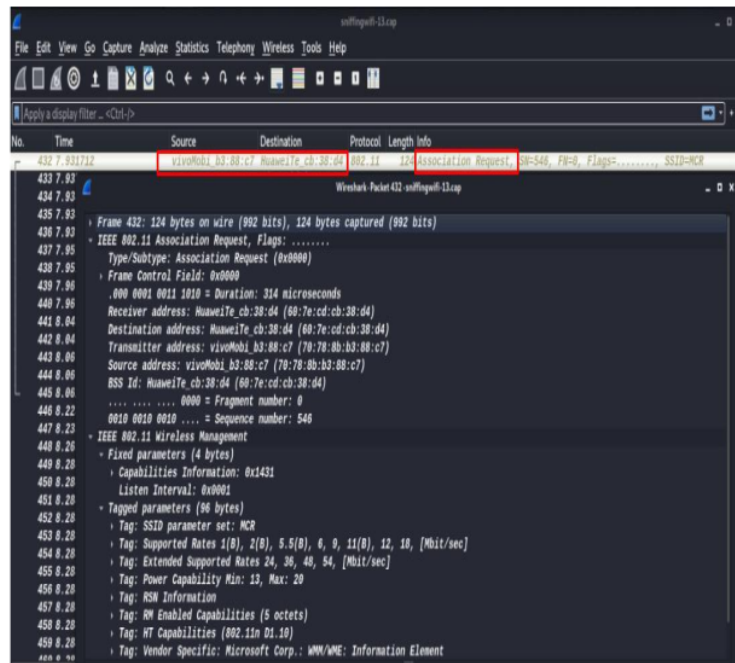 sniffingwifi-13.cap
File Edit View Go Capture Analyze Statistics Telephony Wireless Tools Help
Apply a display filter … <Ctrl-/>
No. Time Source Destination Protocol Length Info
432 7.931712 vivoMobi_b3:88:c7 HuaweiTe_cb:38:d4 802.11 124 Association Request, SN=546, FN=0, Flags=........, SSID=MCR
433 7.93
Wireshark·Packet 432·sniffingwifi-13.cap
434 7.93
435 7.93
Frame 432: 124 bytes on wire (992 bits), 124 bytes captured (992 bits)
436 7.93
IEEE 802.11 Association Request, Flags: ........
437 7.95
Type/Subtype: Association Request (0x0000)
438 7.95
Frame Control Field: 0x0000
439 7.96
.000 0001 0011 1010 = Duration: 314 microseconds
440 7.96
Receiver address: HuaweiTe_cb:38:d4 (60:7e:cd:cb:38:d4)
441 8.04
Destination address: HuaweiTe_cb:38:d4 (60:7e:cd:cb:38:d4)
442 8.04
Transmitter address: vivoMobi_b3:88:c7 (70:78:8b:b3:88:c7)
443 8.06
Source address: vivoMobi_b3:88:c7 (70:78:8b:b3:88:c7)
444 8.06
BSS Id: HuaweiTe_cb:38:d4 (60:7e:cd:cb:38:d4)
445 8.06
.... .... .... 0000 = Fragment number: 0
446 8.22
0010 0010 0010 .... = Sequence number: 546
447 8.23
IEEE 802.11 Wireless Management
448 8.26
Fixed parameters (4 bytes)
449 8.28
Capabilities Information: 0x1431
450 8.28
Listen Interval: 0x0001
451 8.28
Tagged parameters (96 bytes)
452 8.28
Tag: SSID parameter set: MCR
453 8.28
Tag: Supported Rates 1(B), 2(B), 5.5(B), 6, 9, 11(B), 12, 18, [Mbit/sec]
454 8.28
Tag: Extended Supported Rates 24, 36, 48, 54, [Mbit/sec]
455 8.28
Tag: Power Capability Min: 13, Max: 20
456 8.28
Tag: RSN Information
457 8.28
Tag: RM Enabled Capabilities (5 octets)
458 8.28
Tag: HT Capabilities (802.11n D1.10)
459 8.28
Tag: Vendor Specific: Microsoft Corp.: WMM/WME: Information Element